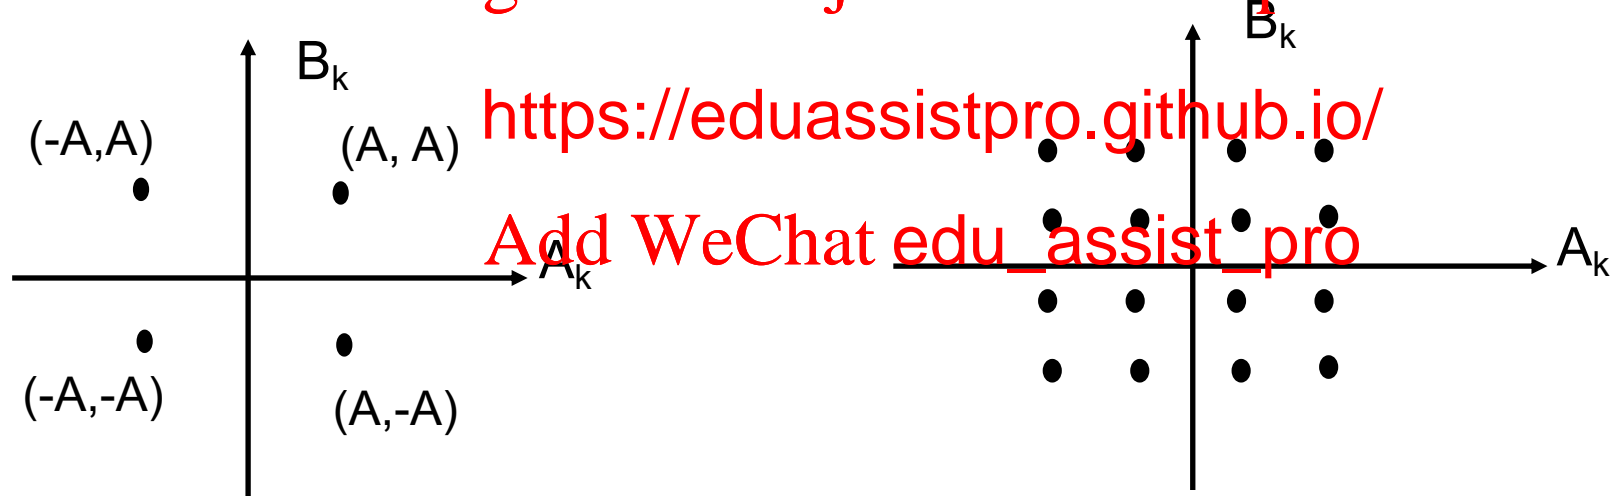 B_k
B_k
https://eduassistpro.github.io/
(-A,A)
(A, A)
Add WeChat edu_assist_pro
A_k
A_k
(-A,-A)
(A,-A)